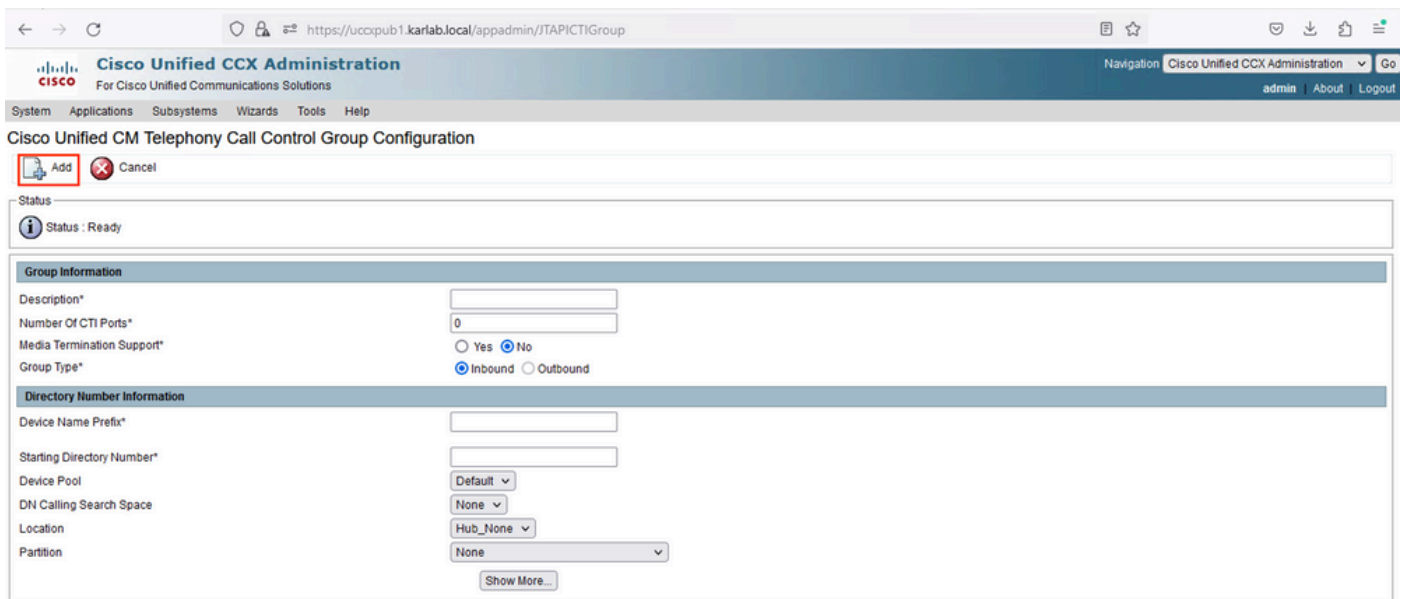 https://uccxpub1.karlab.local/appadmin/JTAPICTIGroup
CISCO
Cisco Unified CCX Administration
For Cisco Unified Communications Solutions
Navigation Cisco Unified CCX Administration Go
admin | About | Logout
System Applications Subsystems Wizards Tools Help
Cisco Unified CM Telephony Call Control Group Configuration
Add Cancel
Status
Status : Ready
Group Information
Description*
Number Of CTI Ports* 0
Media Termination Support* Yes No
Group Type* Inbound Outbound
Directory Number Information
Device Name Prefix*
Starting Directory Number*
Device Pool Default
DN Calling Search Space None
Location Hub_None
Partition None
Show More...